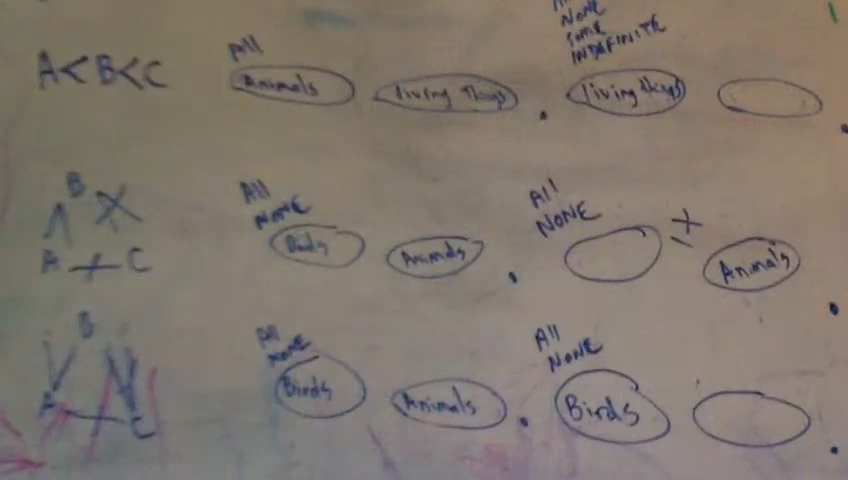 All
NONE
some
INDEFINITE
A<B<C
All
Animals living things . living things .
B
All
NONE
All
NONE
Birds Animals . ± Animals .
A C
B
All
NONE
All
NONE
Birds Animals . Birds .
A C